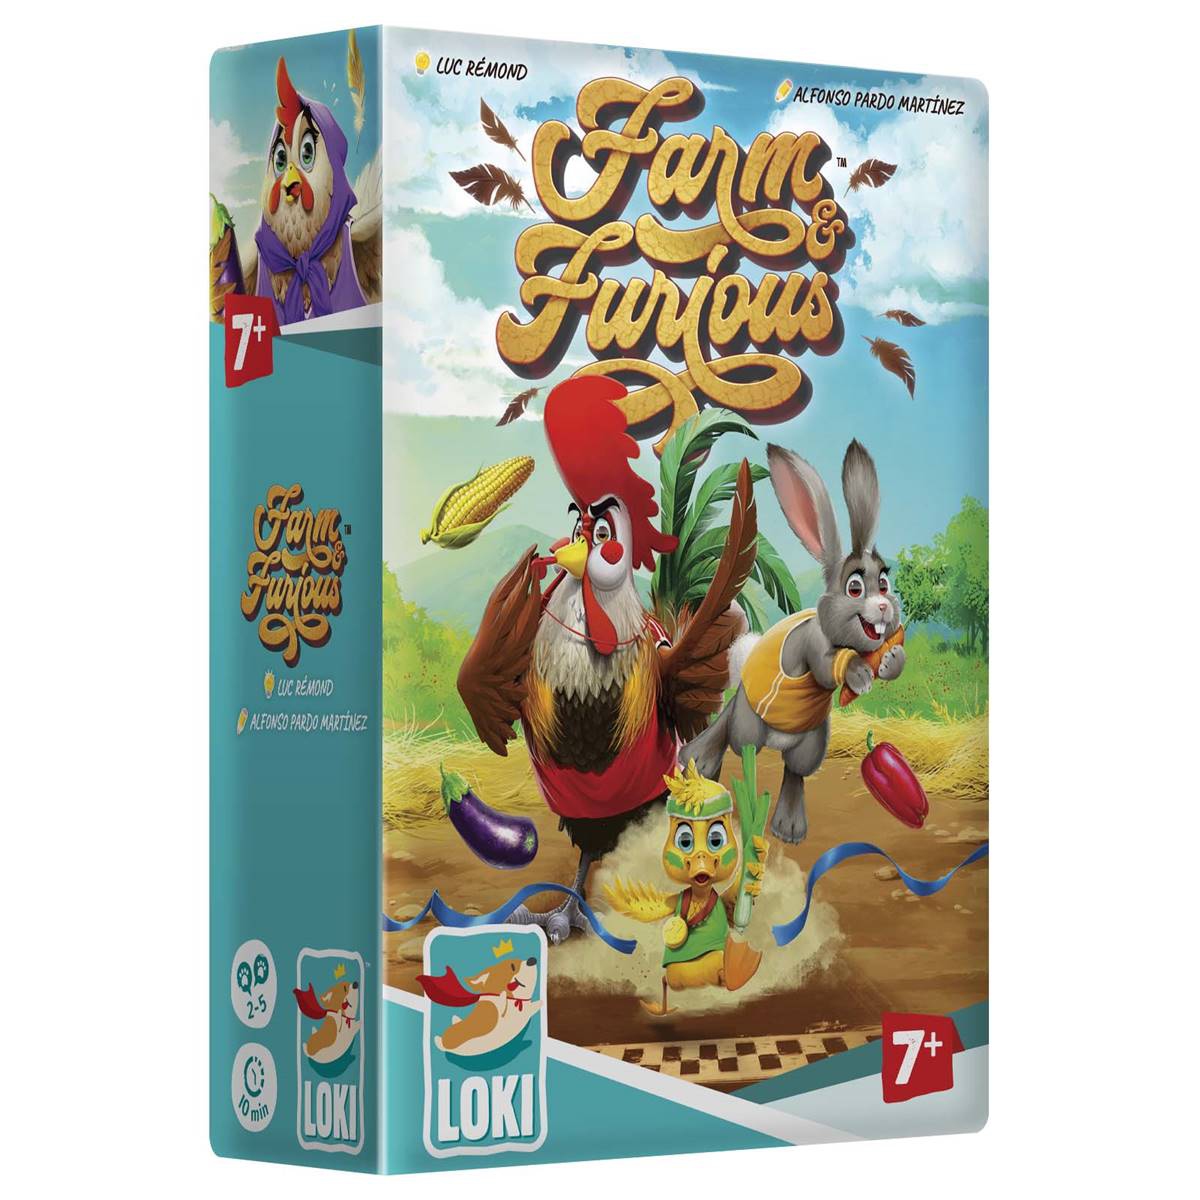 LUC RÉMOND
ALFONSO PARDO MARTÍNEZ
Farm
&
Furious
™
7+
LOKI
7+
Farm
&
Furious
™
LUC RÉMOND
ALFONSO PARDO MARTÍNEZ
2-5
10 min
LOKI
™